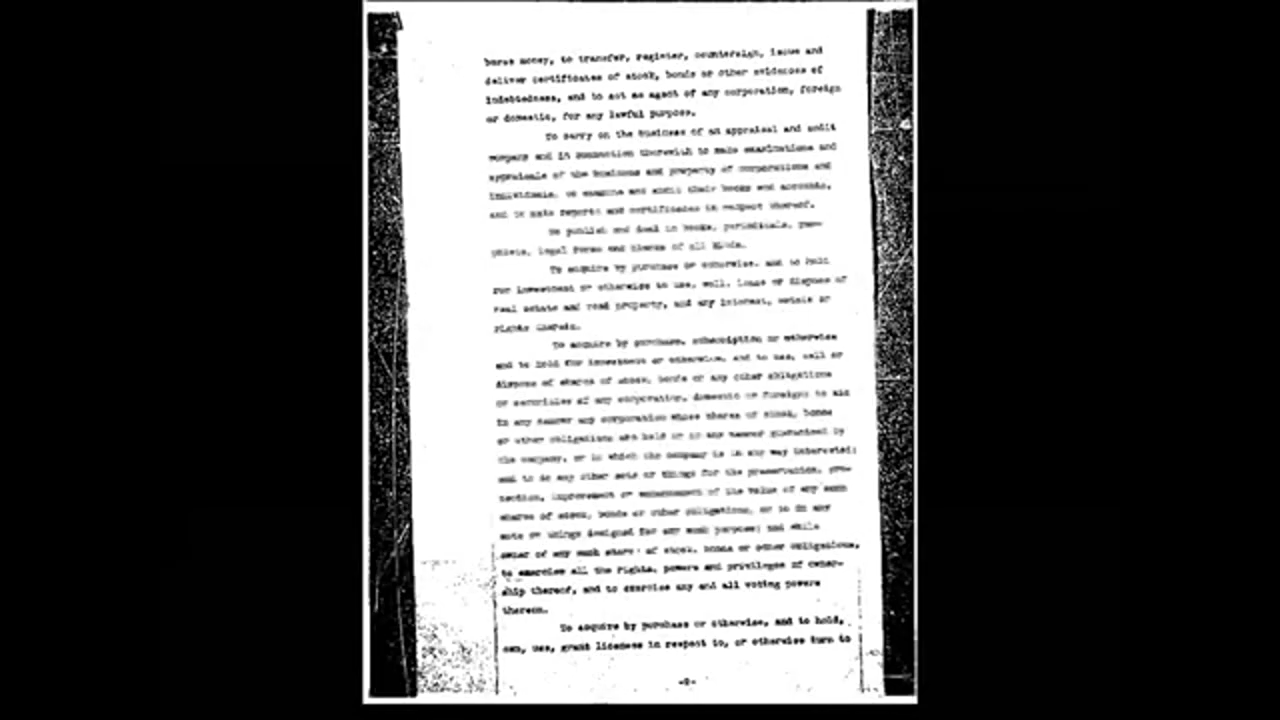 borse money, to transfer, register, countersign, issue and
deliver certificates of stock, bonds or other evidences of
indebtedness, and to act as agent of any corporation, foreign
or domestic, for any lawful purpose.
To carry on the business of an appraisal and audit
company and in connection therewith to make examinations and
appraisals of the business and property of corporations and
individuals, to examine and audit their books and accounts,
and to make reports and certificates in respect thereof.
To publish and deal in books, periodicals, pam-
phlets, legal forms and blanks of all kinds.
To acquire by purchase or otherwise, and to hold
for investment or otherwise to use, sell, lease or dispose of
real estate and real property, and any interest, estate or
rights therein.
To acquire by purchase, subscription or otherwise
and to hold for investment or otherwise, and to use, sell or
dispose of shares of stock, bonds or any other obligations
or securities of any corporation, domestic or foreign; to aid
in any manner any corporation whose shares of stock, bonds
or other obligations are held or in any manner guaranteed by
the company, or in which the company is in any way interested;
and to do any other acts or things for the preservation, pro-
tection, improvement or enhancement of the value of any such
shares of stock, bonds or other obligations, or to do any
acts or things designed for any such purpose; and while
owner of any such shares of stock, bonds or other obligations,
to exercise all the rights, powers and privileges of owner-
ship thereof, and to exercise any and all voting powers
thereon.
To acquire by purchase or otherwise, and to hold,
own, use, grant licenses in respect to, or otherwise turn to
-2-